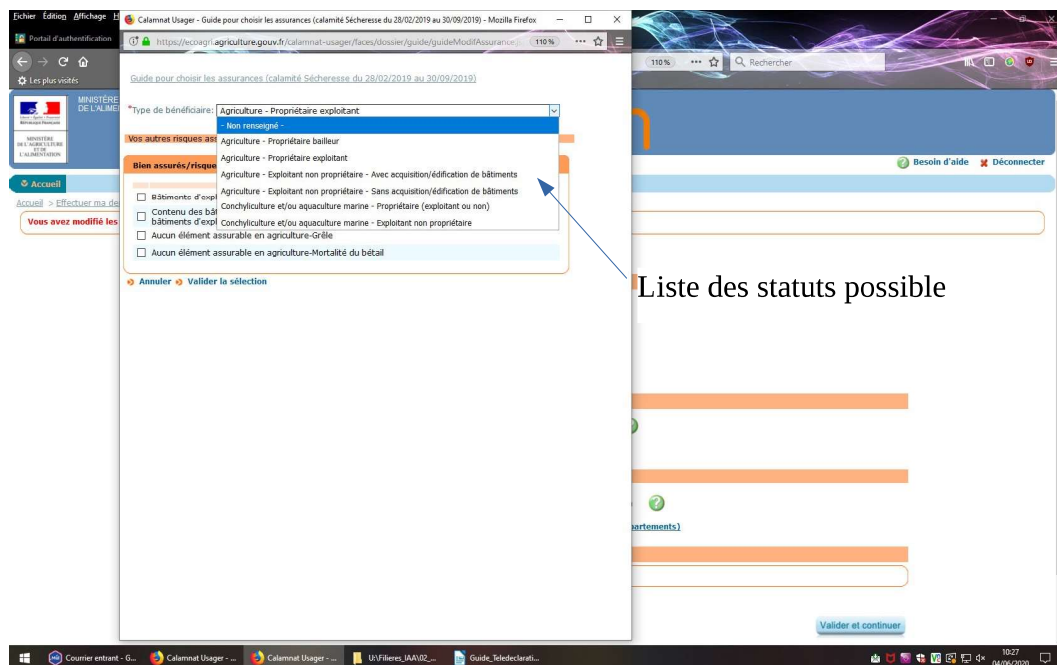 Fichier Édition Affichage H
Calamnat Usager - Guide pour choisir les assurances (calamité Sécheresse du 28/02/2019 au 30/09/2019) - Mozilla Firefox
Portail d'authentification
https://ecoagri.agriculture.gouv.fr/calamnat-usager/faces/dossier/guide/guideModifAssurance
110 %
110 %
Rechercher
Les plus visités
Guide pour choisir les assurances (calamité Sécheresse du 28/02/2019 au 30/09/2019)
MINISTÈRE
DE L'ALIME
MINISTÈRE
DE L'AGRICULTURE
ET DE
L'ALIMENTATION
*Type de bénéficiaire: Agriculture - Propriétaire exploitant
- Non renseigné -
Agriculture - Propriétaire bailleur
Agriculture - Propriétaire exploitant
Agriculture - Exploitant non propriétaire - Avec acquisition/édification de bâtiments
Agriculture - Exploitant non propriétaire - Sans acquisition/édification de bâtiments
Conchyliculture et/ou aquaculture marine - Propriétaire (exploitant ou non)
Conchyliculture et/ou aquaculture marine - Exploitant non propriétaire
Vos autres risques ass
Bien assurés/risque
Bâtiments d'expl
Contenu des bât
bâtiments d'expl
Aucun élément assurable en agriculture-Grêle
Aucun élément assurable en agriculture-Mortalité du bétail
Annuler Valider la sélection
Besoin d'aide Déconnecter
Accueil
Accueil > Effectuer ma de
Vous avez modifié les
Liste des statuts possible
artements)
Valider et continuer
Courrier entrant - G... Calamnat Usager - ... Calamnat Usager - ... U:\Filieres_IAA\02_... Guide_Teledeclarati...
10:27
04/06/2020